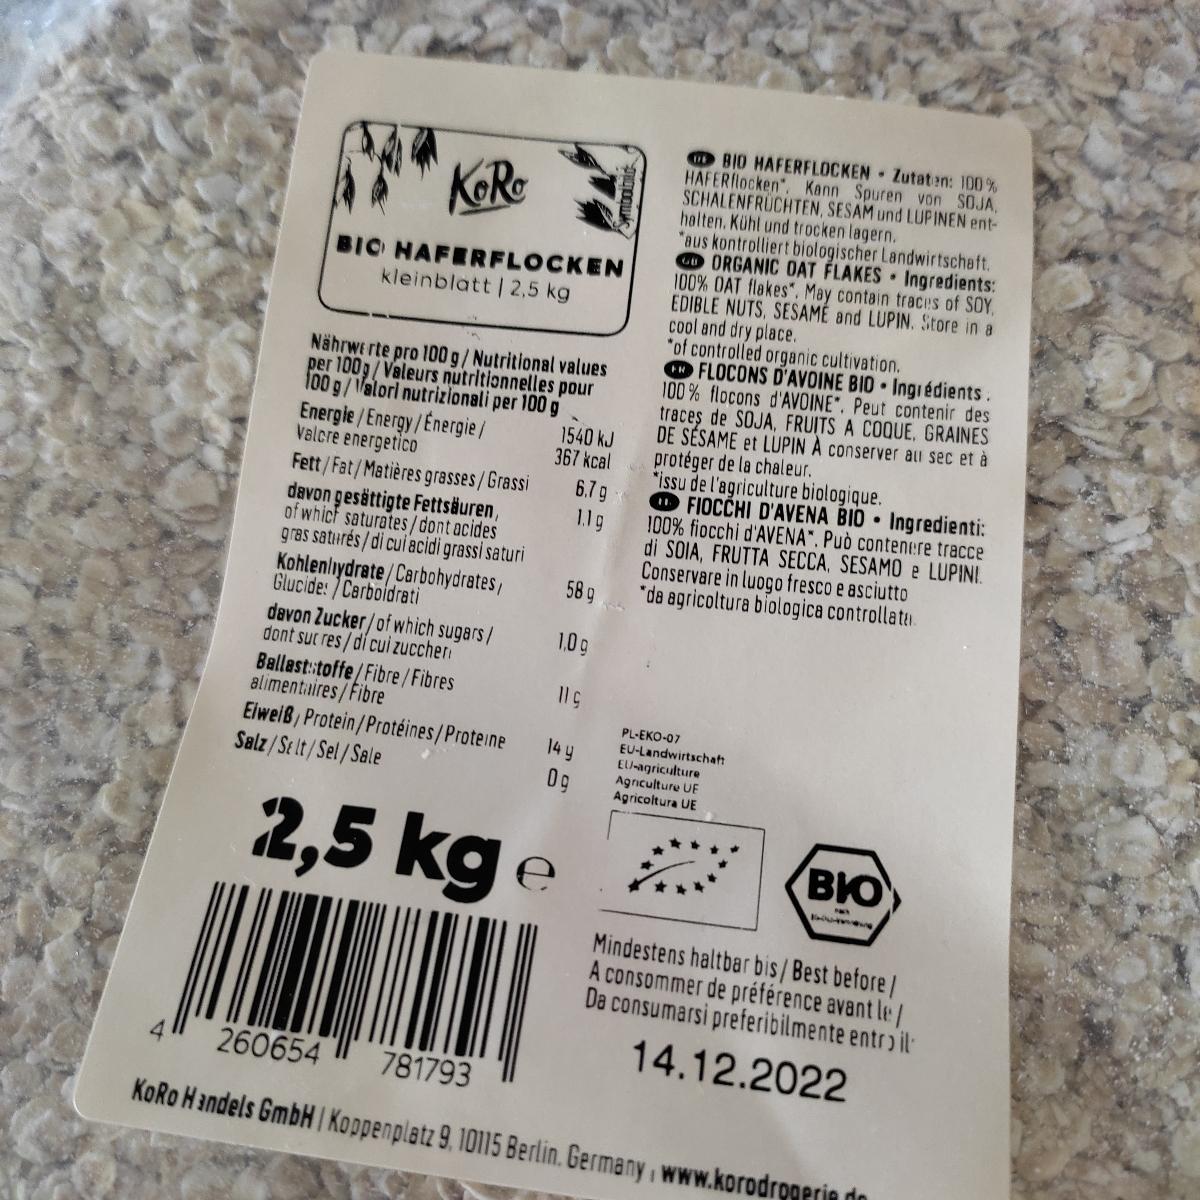 KoRo
Symbolbild
BIO HAFERFLOCKEN
kleinblatt | 2,5 kg
Nährwerte pro 100 g / Nutritional values
per 100g / Valeurs nutritionnelles pour
100 g / Valori nutrizionali per 100 g
Energie / Energy / Énergie /
Valore energetico
1540 kJ
367 kcal
Fett / Fat / Matières grasses / Grassi
6,7 g
davon gesättigte Fettsäuren,
of which saturates / dont acides
gras saturés / di cui acidi grassi saturi
1,1 g
Kohlenhydrate / Carbohydrates /
Glucides / Carboidrati
58 g
davon Zucker / of which sugars /
dont sucres / di cui zuccheri
1,0 g
Ballaststoffe / Fibre / Fibres
alimentaires / Fibre
11 g
Eiweiß / Protein / Protéines / Proteine
14 g
Salz / Salt / Sel / Sale
0 g
2,5 kg e
4 260654 781793
DE BIO HAFERFLOCKEN • Zutaten: 100 %
HAFERflocken*. Kann Spuren von SOJA,
SCHALENFRÜCHTEN, SESAM und LUPINEN ent-
halten. Kühl und trocken lagern.
*aus kontrolliert biologischer Landwirtschaft.
GB ORGANIC OAT FLAKES • Ingredients:
100% OAT flakes*. May contain traces of SOY,
EDIBLE NUTS, SESAME and LUPIN. Store in a
cool and dry place.
*of controlled organic cultivation.
FR FLOCONS D'AVOINE BIO • Ingrédients :
100 % flocons d'AVOINE*. Peut contenir des
traces de SOJA, FRUITS A COQUE, GRAINES
DE SÉSAME et LUPIN À conserver au sec et à
protéger de la chaleur.
*issu de l'agriculture biologique.
IT FIOCCHI D'AVENA BIO • Ingredienti:
100% fiocchi d'AVENA*. Può contenere tracce
di SOIA, FRUTTA SECCA, SESAMO e LUPINI.
Conservare in luogo fresco e asciutto
*da agricoltura biologica controllata.
PL-EKO-07
EU-Landwirtschaft
EU-agriculture
Agriculture UE
Agricoltura UE
BIO
nach
Mindestens haltbar bis / Best before /
A consommer de préférence avant le /
Da consumarsi preferibilmente entro il:
14.12.2022
KoRo Handels GmbH | Koppenplatz 9, 10115 Berlin, Germany | www.korodrogerie.de